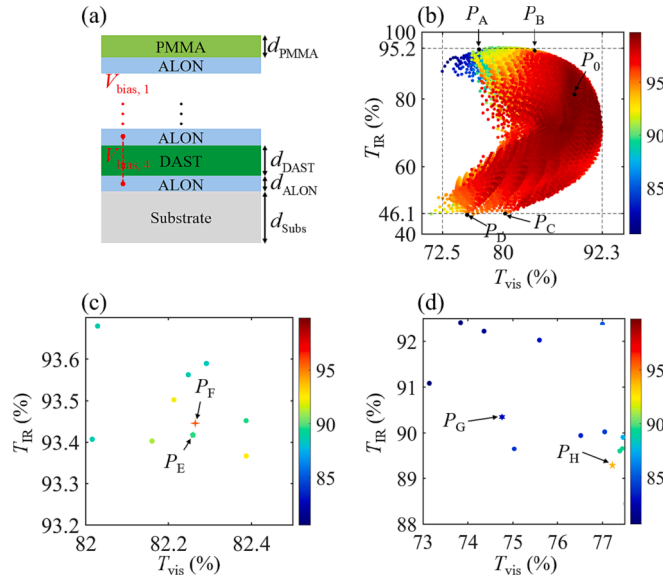 (a)
PMMA
ALON
d_PMMA
V_bias, 1
ALON
V_bias, 4
DAST
d_DAST
ALON
d_ALON
Substrate
d_Subs
(b)
P_A
P_B
P_0
P_D
P_C
T_IR (%)
100
95.2
80
60
46.1
40
72.5
80
92.3
T_vis (%)
95
90
85
(c)
P_F
P_E
T_IR (%)
93.6
93.5
93.4
93.3
93.2
82
82.2
82.4
T_vis (%)
95
90
85
(d)
P_G
P_H
T_IR (%)
92
91
90
89
88
73
74
75
76
77
T_vis (%)
95
90
85